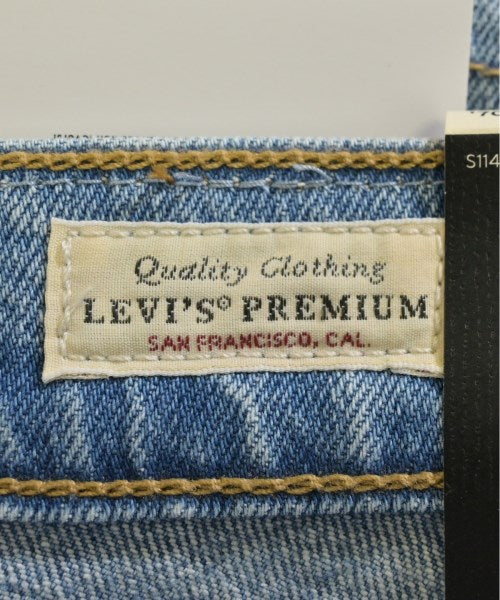 S114
Quality Clothing
LEVI'S® PREMIUM
SAN FRANCISCO, CAL.